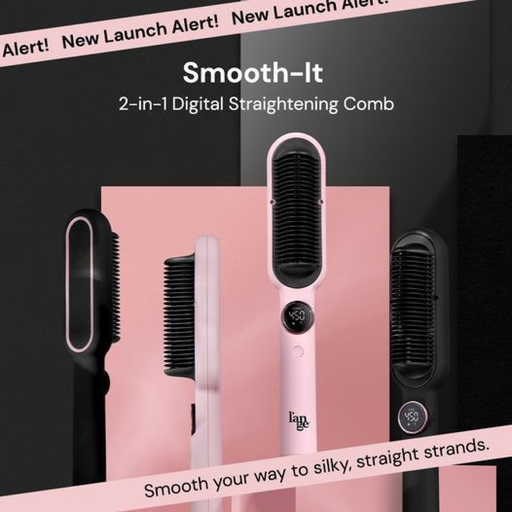 Alert! New Launch Alert! New Launch Alert!
Smooth-It
2-in-1 Digital Straightening Comb
450
l'ange
450
Smooth your way to silky, straight strands.